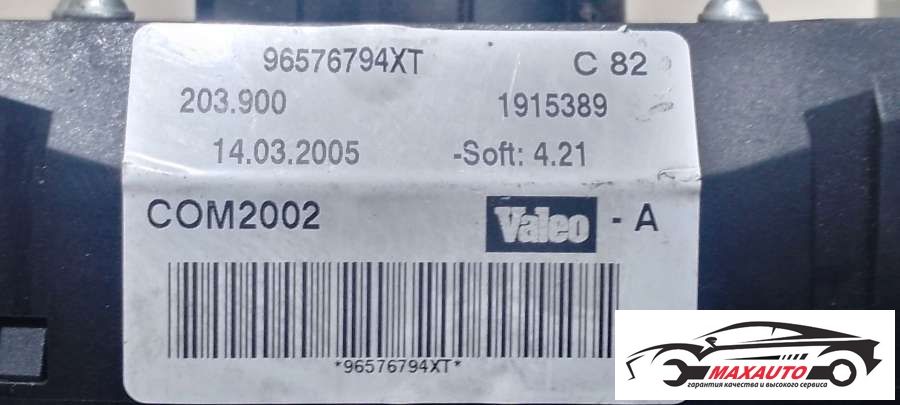 96576794XT C 82
203.900 1915389
14.03.2005 -Soft: 4.21
COM2002 Valeo - A
*96576794XT*
MAXAUTO
гарантия качества и высокого сервиса